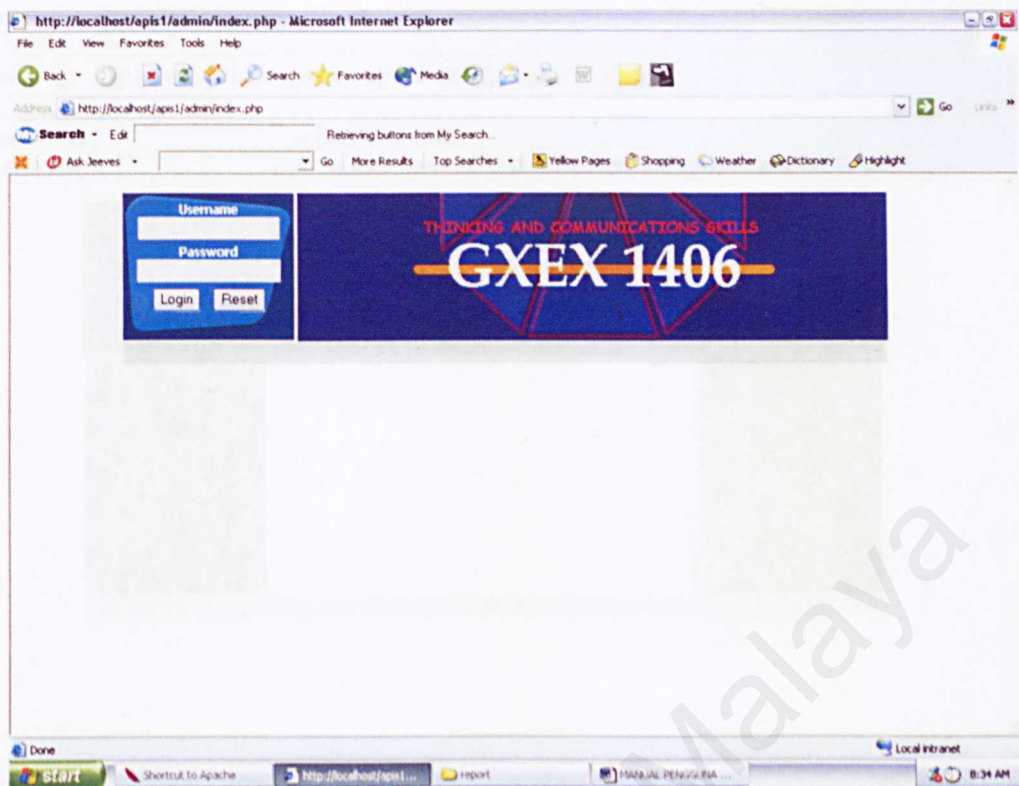 http://localhost/apis1/admin/index.php - Microsoft Internet Explorer
File Edit View Favorites Tools Help
Back Search Favorites Media
Address http://localhost/apis1/admin/index.php Go Links »
My Search Edit Retrieving buttons from My Search...
Ask Jeeves Go More Results Top Searches Yellow Pages Shopping Weather Dictionary Highlight
Username
Password
Login Reset
THINKING AND COMMUNICATIONS SKILLS
GXEX 1406
Malaya
Done Local intranet
start Shortcut to Apache http://localhost/apis1... report MANUAL PENGGUNA ... 8:34 AM